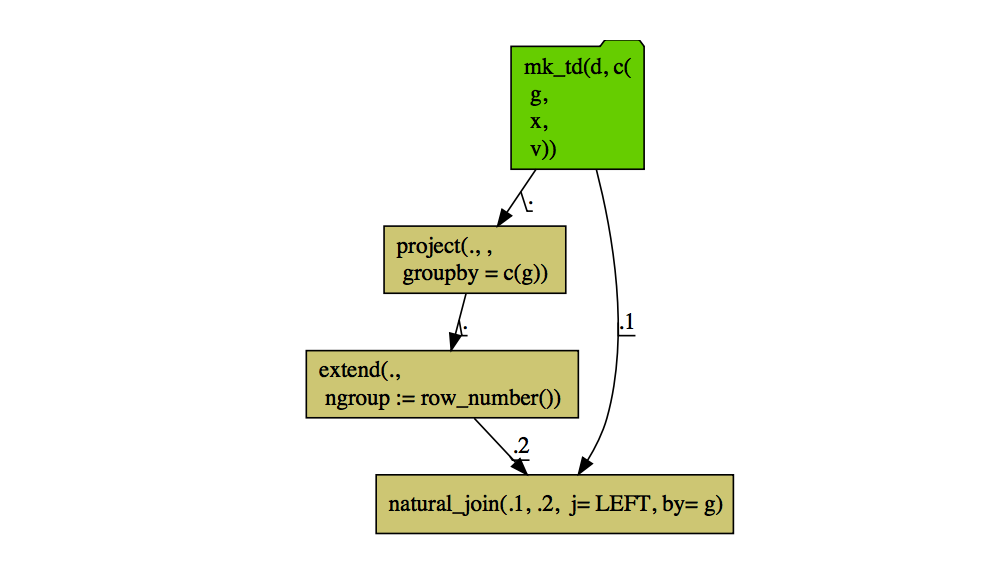 mk_td(d, c(
g,
x,
v))
.
project(., ,
groupby = c(g))
.
.1
extend(.,
ngroup := row_number())
.2
natural_join(.1, .2, j= LEFT, by= g)